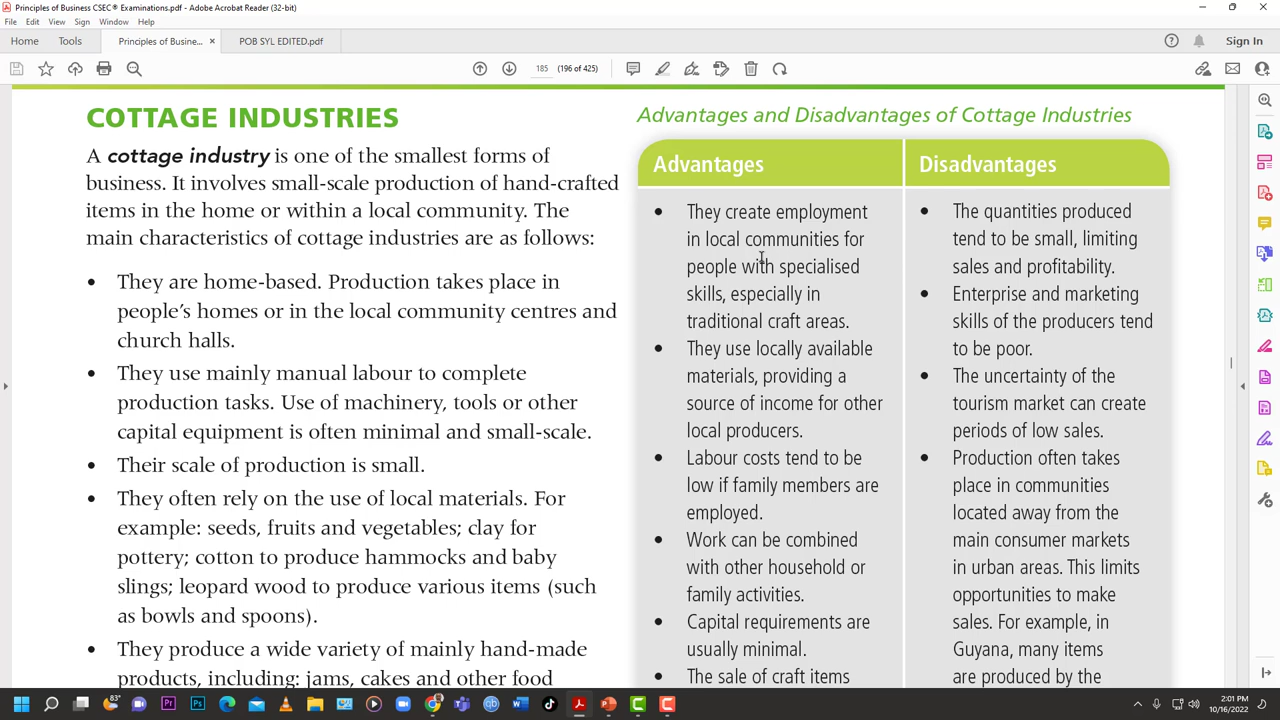 Principles of Business CSEC® Examinations.pdf - Adobe Acrobat Reader (32-bit)
File Edit View Sign Window Help
Home Tools Principles of Busine... × POB SYL EDITED.pdf Sign In
185 (196 of 425)
COTTAGE INDUSTRIES
A cottage industry is one of the smallest forms of
business. It involves small-scale production of hand-crafted
items in the home or within a local community. The
main characteristics of cottage industries are as follows:
• They are home-based. Production takes place in
people's homes or in the local community centres and
church halls.
• They use mainly manual labour to complete
production tasks. Use of machinery, tools or other
capital equipment is often minimal and small-scale.
• Their scale of production is small.
• They often rely on the use of local materials. For
example: seeds, fruits and vegetables; clay for
pottery; cotton to produce hammocks and baby
slings; leopard wood to produce various items (such
as bowls and spoons).
• They produce a wide variety of mainly hand-made
products, including: jams, cakes and other food
Advantages and Disadvantages of Cottage Industries
Advantages
• They create employment
in local communities for
people with specialised
skills, especially in
traditional craft areas.
• They use locally available
materials, providing a
source of income for other
local producers.
• Labour costs tend to be
low if family members are
employed.
• Work can be combined
with other household or
family activities.
• Capital requirements are
usually minimal.
• The sale of craft items
Disadvantages
• The quantities produced
tend to be small, limiting
sales and profitability.
• Enterprise and marketing
skills of the producers tend
to be poor.
• The uncertainty of the
tourism market can create
periods of low sales.
• Production often takes
place in communities
located away from the
main consumer markets
in urban areas. This limits
opportunities to make
sales. For example, in
Guyana, many items
are produced by the
83°
2:01 PM
10/16/2022